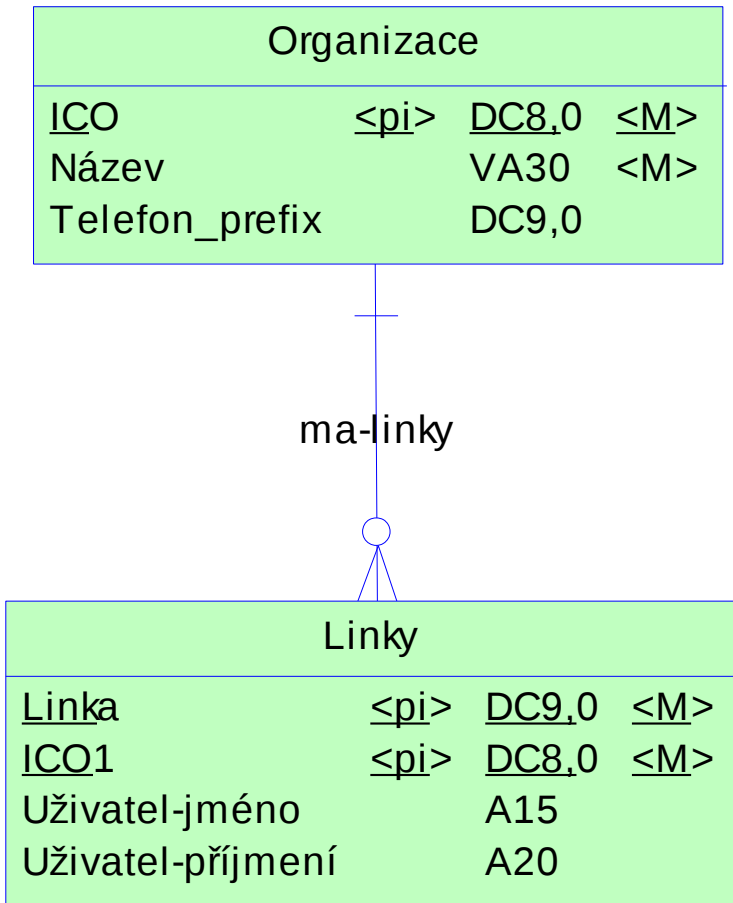 Organizace
ICO <pi> DC8,0 <M>
Název VA30 <M>
Telefon_prefix DC9,0
ma-linky
Linky
Linka <pi> DC9,0 <M>
ICO1 <pi> DC8,0 <M>
Uživatel-jméno A15
Uživatel-příjmení A20